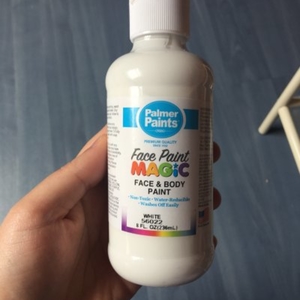 Palmer
Paints
PREMIUM QUALITY
Face Paint
MAGiC
FACE & BODY
PAINT
Non-Toxic • Water-Reducible
Washes Off Easily
WHITE
56022
8 FL. OZ (236mL)